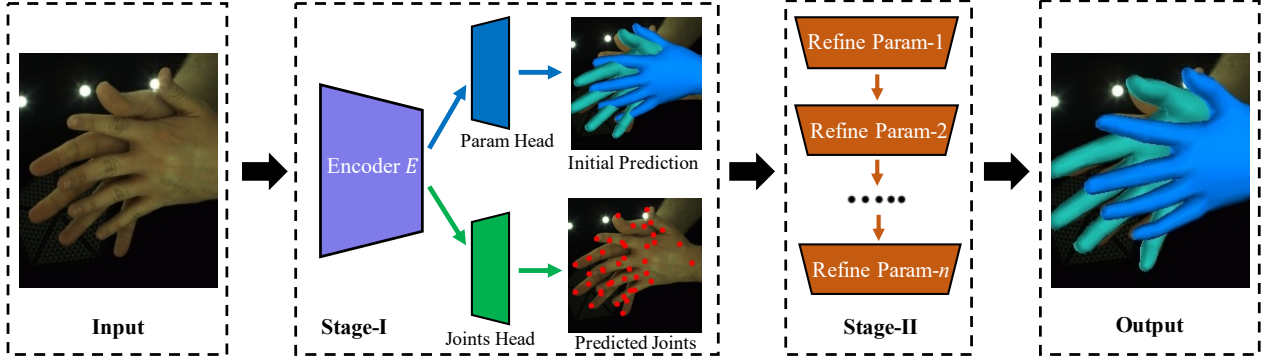 Input
Encoder E
Param Head
Initial Prediction
Joints Head
Predicted Joints
Stage-I
Refine Param-1
Refine Param-2
Refine Param-n
Stage-II
Output